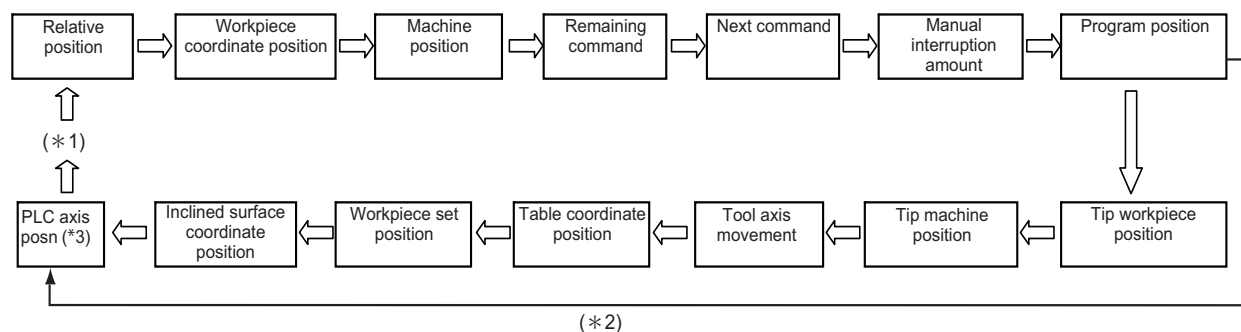 Relative
position
Workpiece
coordinate position
Machine
position
Remaining
command
Next command
Manual
interruption
amount
Program position
(＊1)
PLC axis
posn (*3)
Inclined surface
coordinate
position
Workpiece set
position
Table coordinate
position
Tool axis
movement
Tip machine
position
Tip workpiece
position
(＊2)